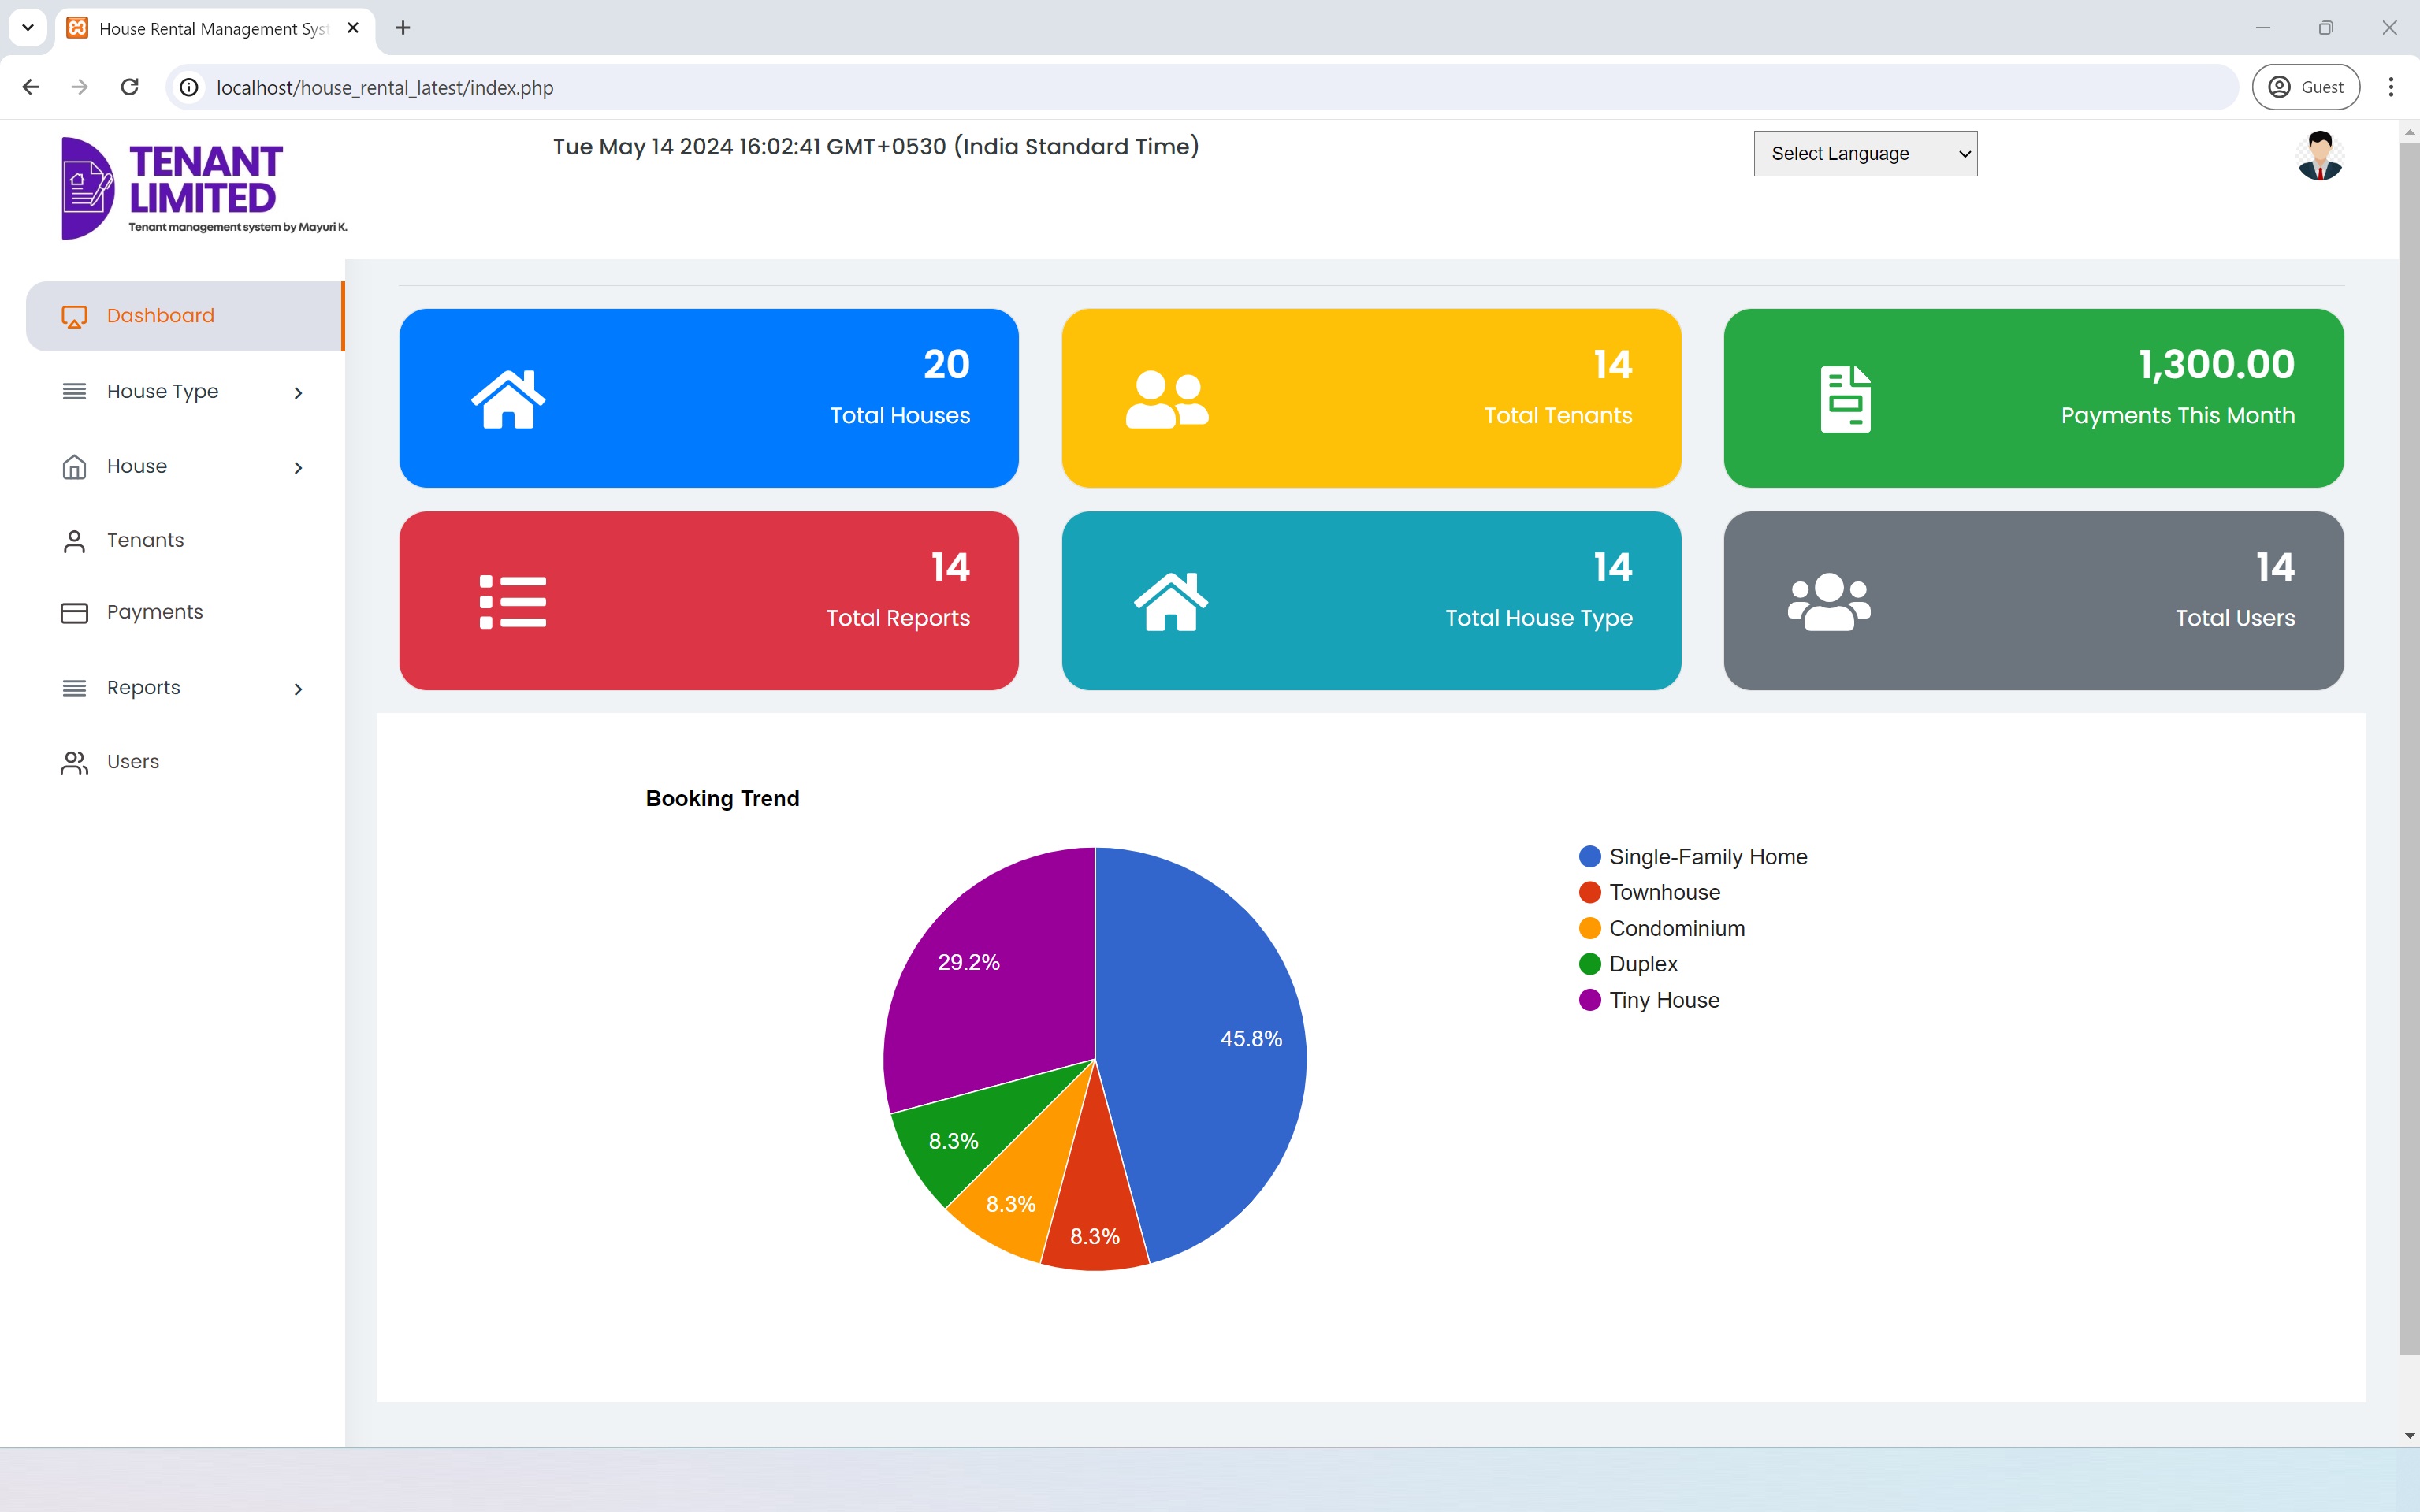 House Rental Management Sys
localhost/house_rental_latest/index.php
Guest
TENANT
LIMITED
Tenant management system by Mayuri K.
Tue May 14 2024 16:02:41 GMT+0530 (India Standard Time)
Select Language
Dashboard
House Type
House
Tenants
Payments
Reports
Users
20
Total Houses
14
Total Tenants
1,300.00
Payments This Month
14
Total Reports
14
Total House Type
14
Total Users
Booking Trend
29.2%
45.8%
8.3%
8.3%
8.3%
Single-Family Home
Townhouse
Condominium
Duplex
Tiny House